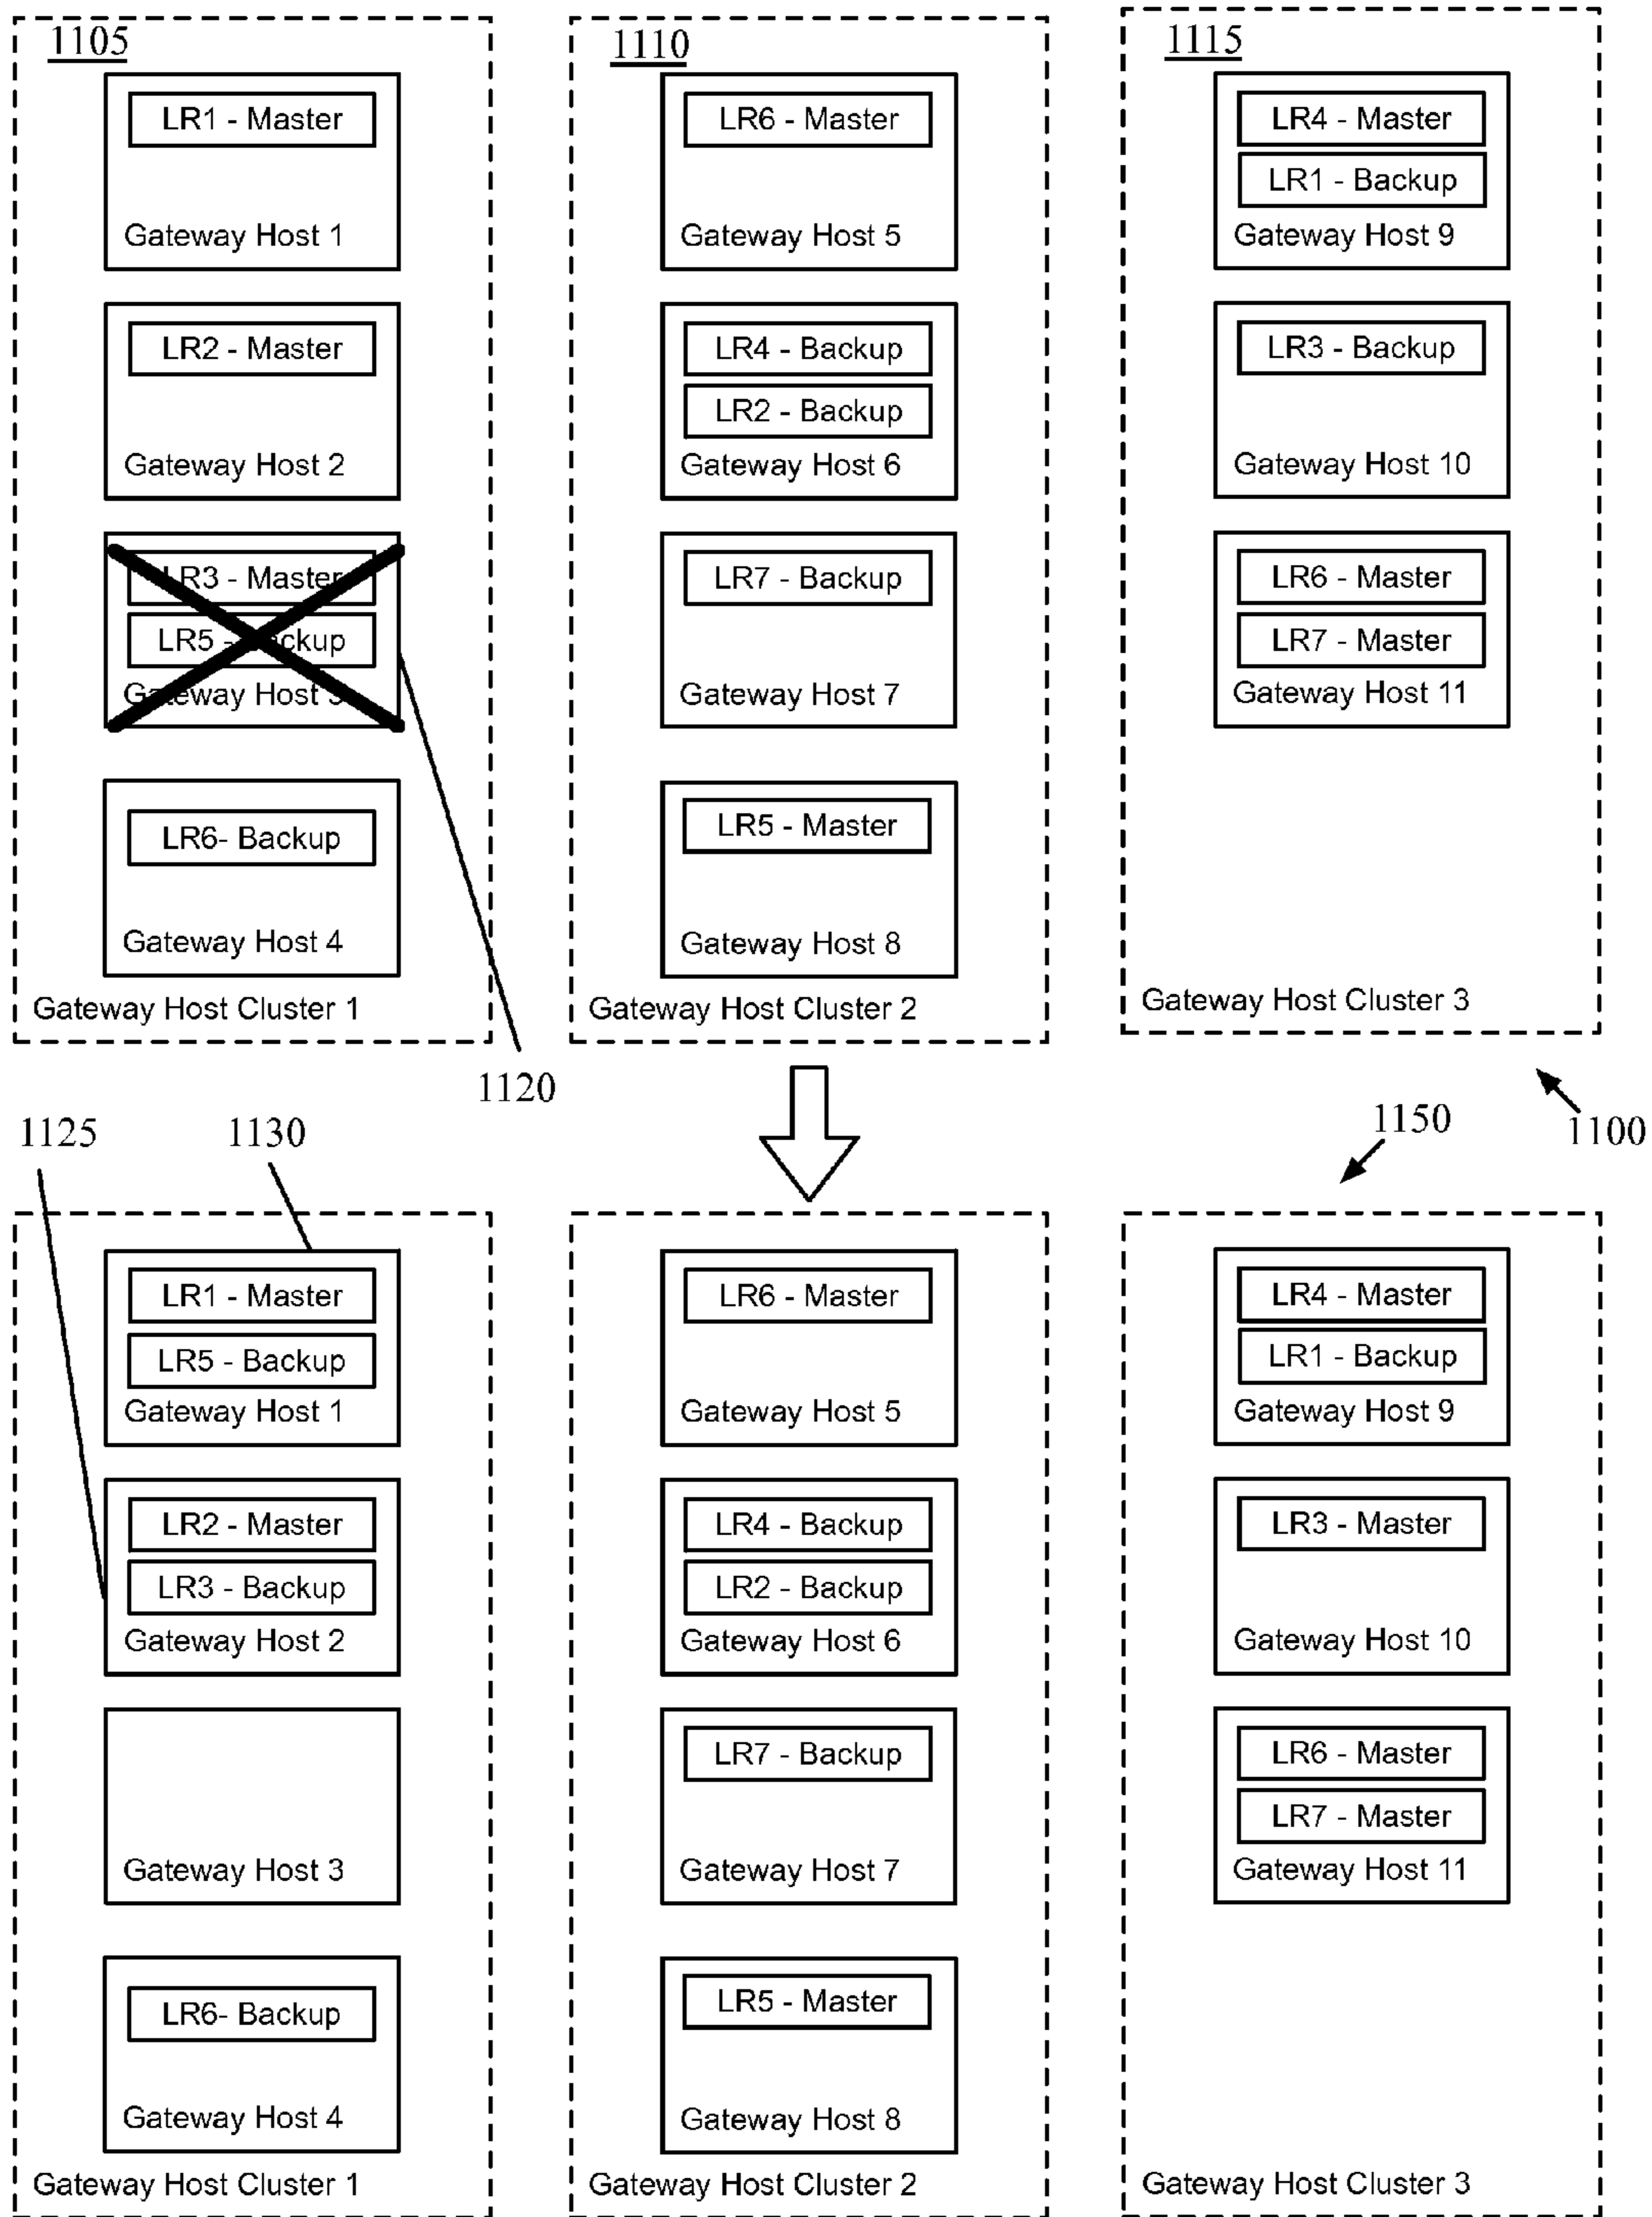 1105
LR1 - Master
Gateway Host 1
LR2 - Master
Gateway Host 2
LR3 - Master
LR5 - Backup
Gateway Host 3
LR6- Backup
Gateway Host 4
Gateway Host Cluster 1
1110
LR6 - Master
Gateway Host 5
LR4 - Backup
LR2 - Backup
Gateway Host 6
LR7 - Backup
Gateway Host 7
LR5 - Master
Gateway Host 8
Gateway Host Cluster 2
1115
LR4 - Master
LR1 - Backup
Gateway Host 9
LR3 - Backup
Gateway Host 10
LR6 - Master
LR7 - Master
Gateway Host 11
Gateway Host Cluster 3
1120
1100
1125
1130
1150
LR1 - Master
LR5 - Backup
Gateway Host 1
LR2 - Master
LR3 - Backup
Gateway Host 2
Gateway Host 3
LR6- Backup
Gateway Host 4
Gateway Host Cluster 1
LR6 - Master
Gateway Host 5
LR4 - Backup
LR2 - Backup
Gateway Host 6
LR7 - Backup
Gateway Host 7
LR5 - Master
Gateway Host 8
Gateway Host Cluster 2
LR4 - Master
LR1 - Backup
Gateway Host 9
LR3 - Master
Gateway Host 10
LR6 - Master
LR7 - Master
Gateway Host 11
Gateway Host Cluster 3